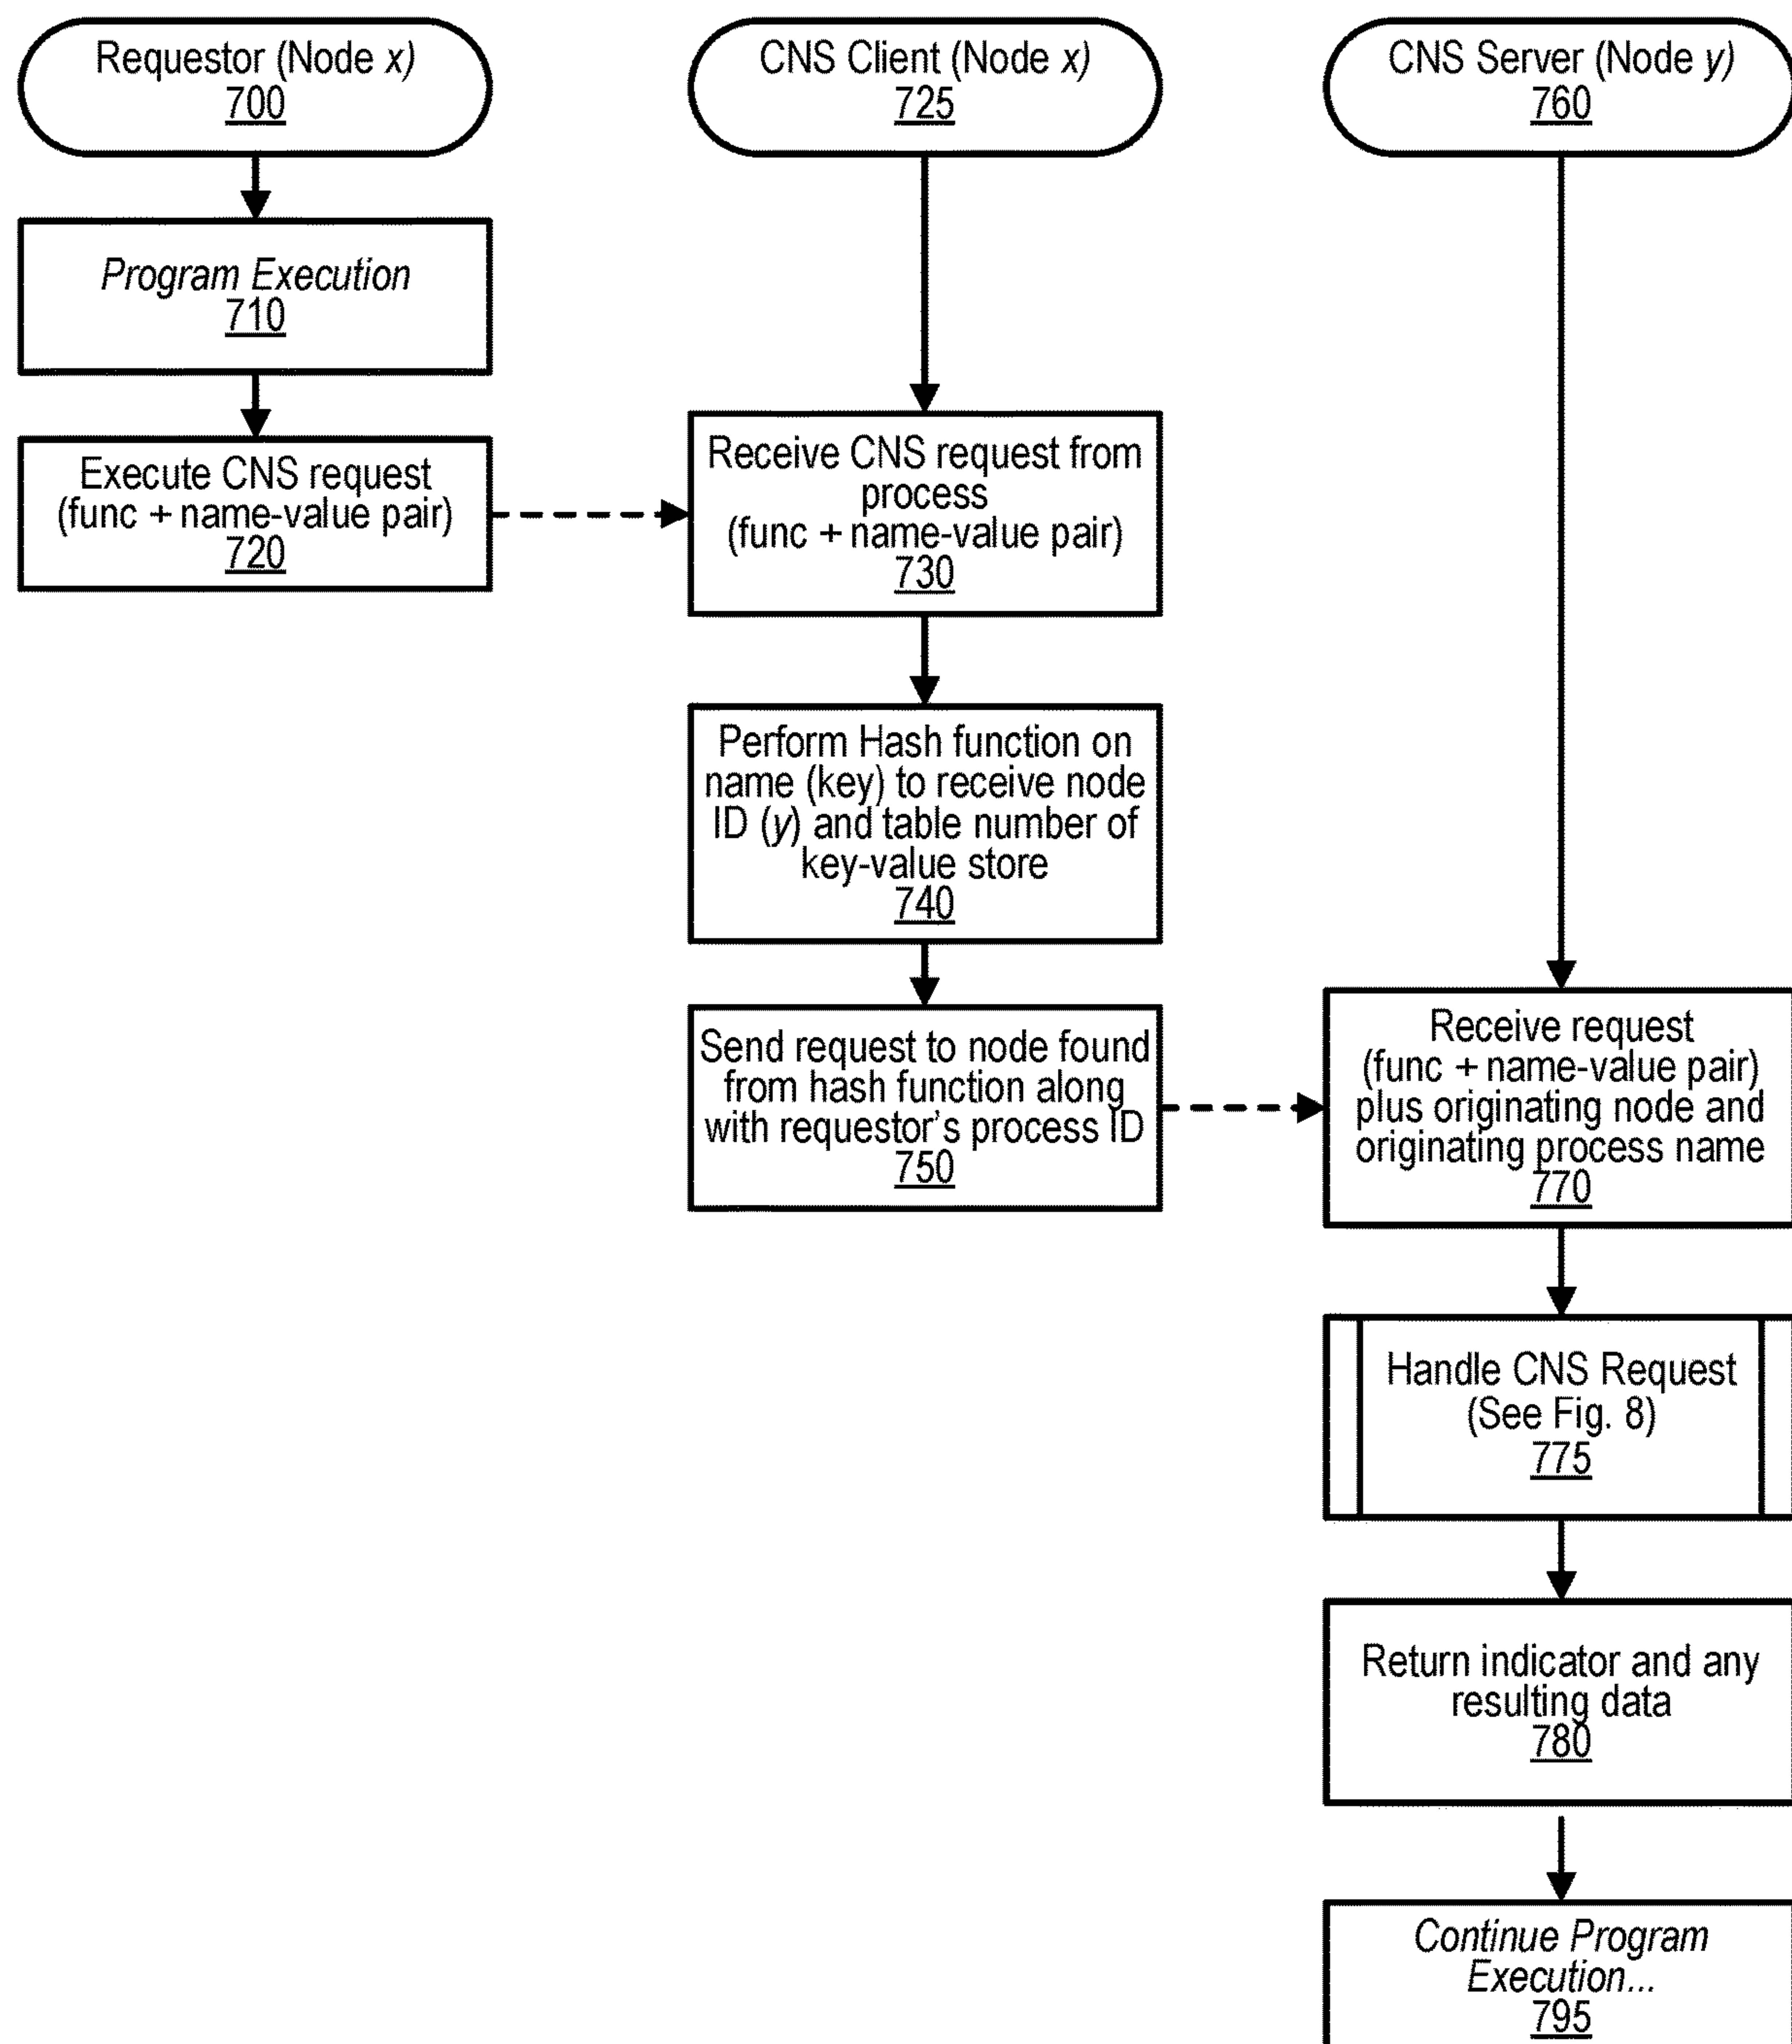 Requestor (Node x)
700
Program Execution
710
Execute CNS request
(func + name-value pair)
720
CNS Client (Node x)
725
Receive CNS request from
process
(func + name-value pair)
730
Perform Hash function on
name (key) to receive node
ID (y) and table number of
key-value store
740
Send request to node found
from hash function along
with requestor's process ID
750
CNS Server (Node y)
760
Receive request
(func + name-value pair)
plus originating node and
originating process name
770
Handle CNS Request
(See Fig. 8)
775
Return indicator and any
resulting data
780
Continue Program
Execution...
795